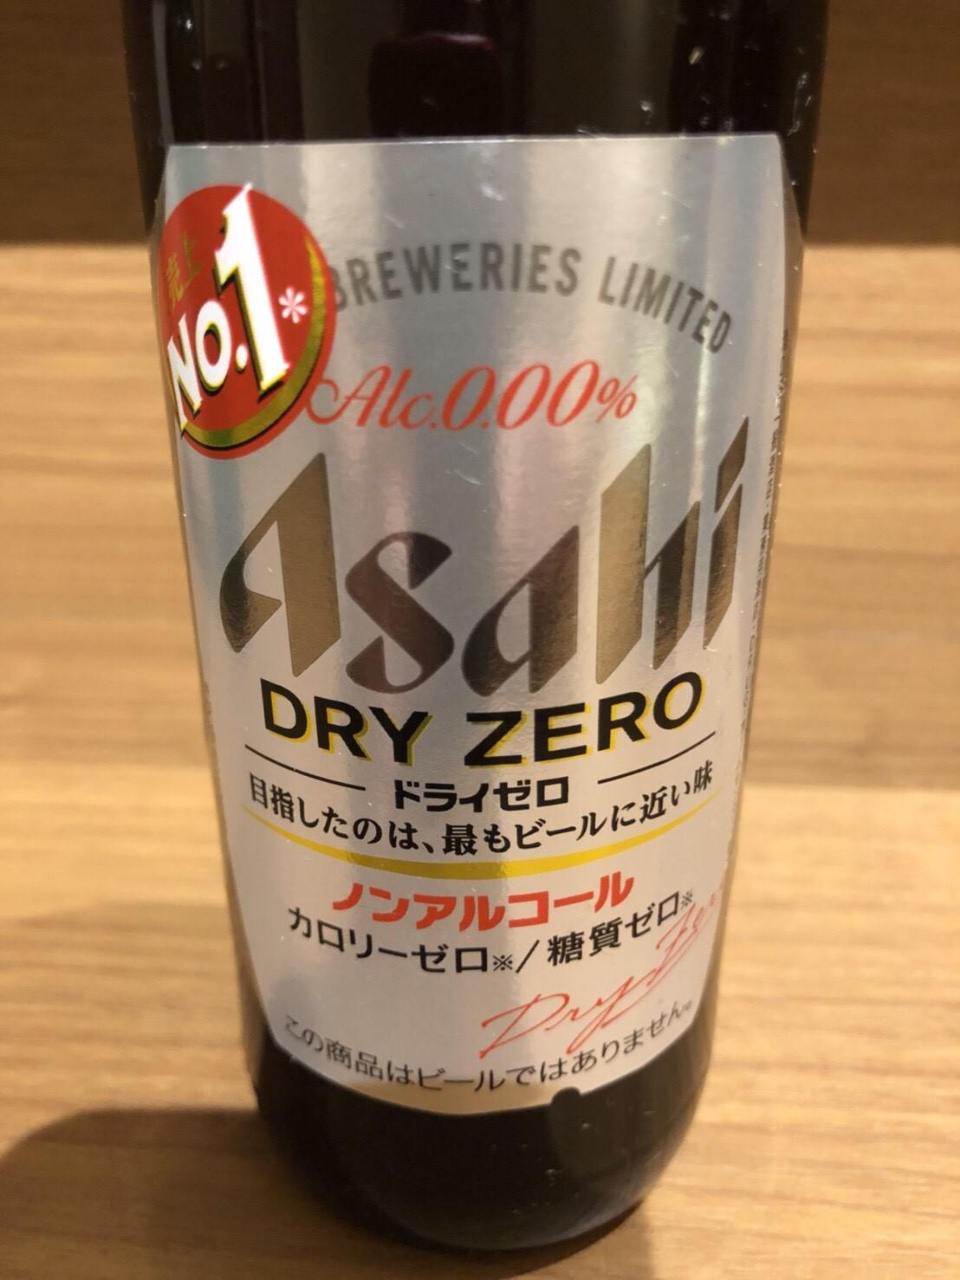 売上
No.1*
BREWERIES LIMITED
Alc.0.00%
Asahi
DRY ZERO
ドライゼロ
目指したのは、最もビールに近い味
ノンアルコール
カロリーゼロ※/糖質ゼロ※
Dry
この商品はビールではありません。